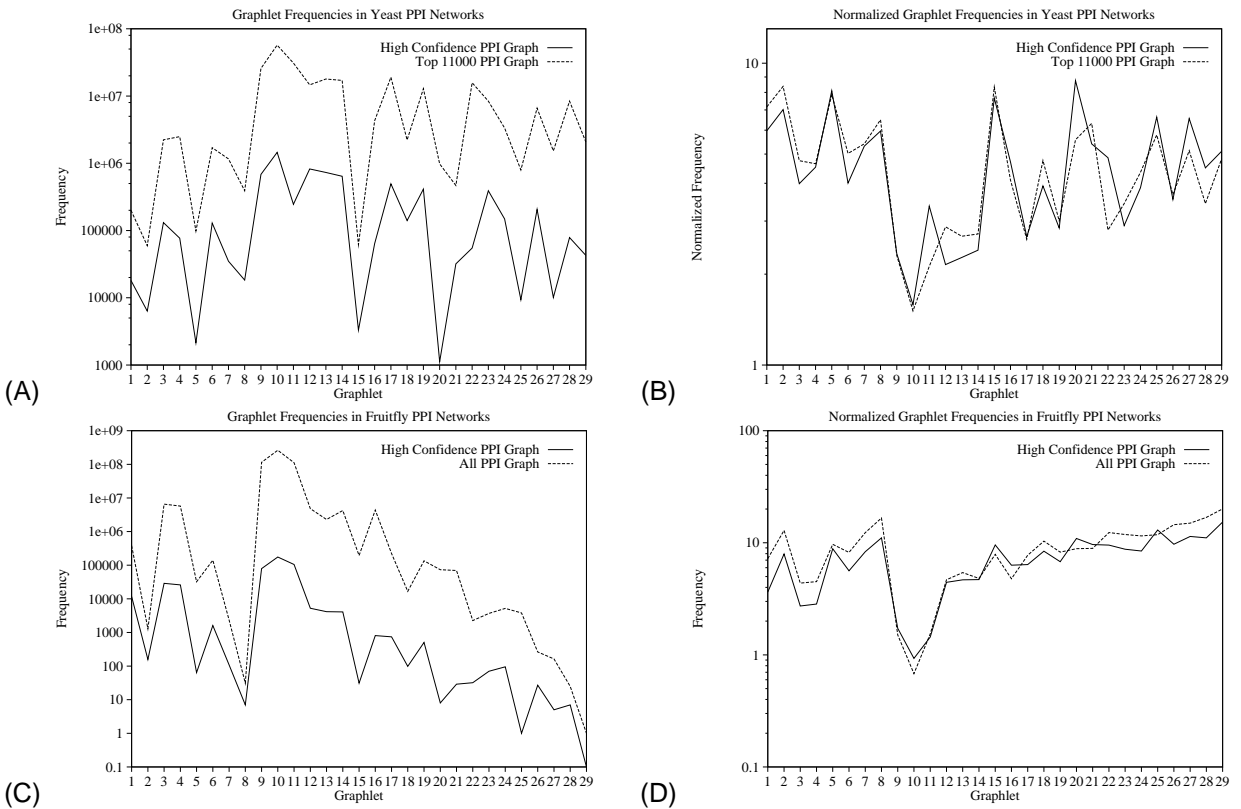 Graphlet Frequencies in Yeast PPI Networks
1e+08
1e+07
1e+06
100000
10000
1000
Frequency
High Confidence PPI Graph
Top 11000 PPI Graph
1 2 3 4 5 6 7 8 9 10 11 12 13 14 15 16 17 18 19 20 21 22 23 24 25 26 27 28 29
Graphlet
(A)
Normalized Graphlet Frequencies in Yeast PPI Networks
10
1
Normalized Frequency
High Confidence PPI Graph
Top 11000 PPI Graph
1 2 3 4 5 6 7 8 9 10 11 12 13 14 15 16 17 18 19 20 21 22 23 24 25 26 27 28 29
Graphlet
(B)
Graphlet Frequencies in Fruitfly PPI Networks
1e+09
1e+08
1e+07
1e+06
100000
10000
1000
100
10
1
0.1
Frequency
High Confidence PPI Graph
All PPI Graph
1 2 3 4 5 6 7 8 9 10 11 12 13 14 15 16 17 18 19 20 21 22 23 24 25 26 27 28 29
Graphlet
(C)
Normalized Graphlet Frequencies in Fruitfly PPI Networks
100
10
1
0.1
Frequency
High Confidence PPI Graph
All PPI Graph
1 2 3 4 5 6 7 8 9 10 11 12 13 14 15 16 17 18 19 20 21 22 23 24 25 26 27 28 29
Graphlet
(D)